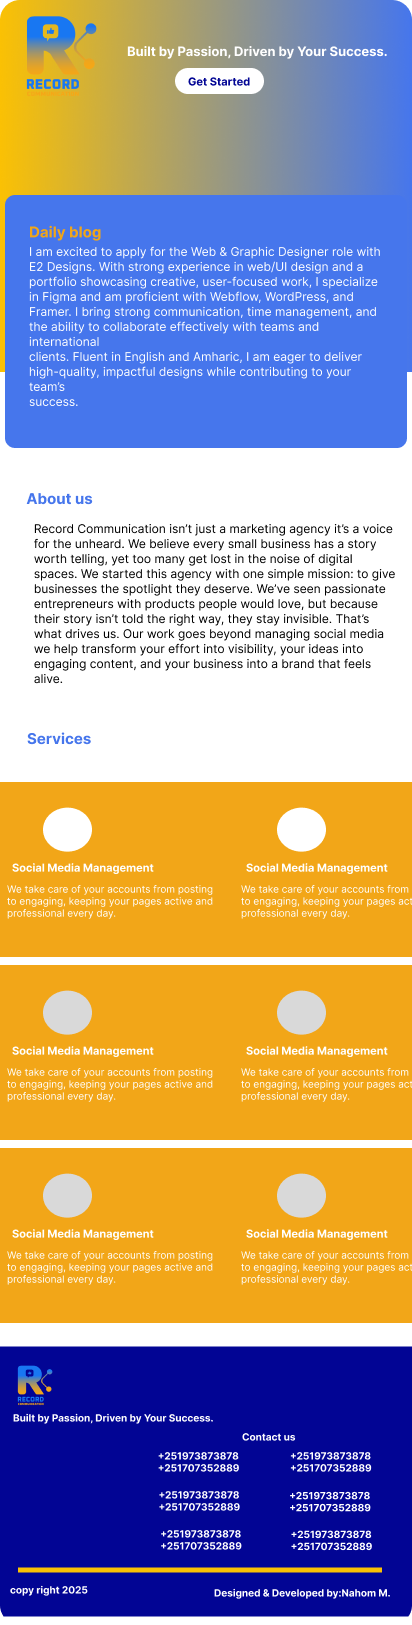 RECORD
Built by Passion, Driven by Your Success.
Get Started
Daily blog
I am excited to apply for the Web & Graphic Designer role with
E2 Designs. With strong experience in web/UI design and a
portfolio showcasing creative, user-focused work, I specialize
in Figma and am proficient with Webflow, WordPress, and
Framer. I bring strong communication, time management, and
the ability to collaborate effectively with teams and
international
clients. Fluent in English and Amharic, I am eager to deliver
high-quality, impactful designs while contributing to your
team’s
success.
About us
Record Communication isn’t just a marketing agency it’s a voice
for the unheard. We believe every small business has a story
worth telling, yet too many get lost in the noise of digital
spaces. We started this agency with one simple mission: to give
businesses the spotlight they deserve. We’ve seen passionate
entrepreneurs with products people would love, but because
their story isn’t told the right way, they stay invisible. That’s
what drives us. Our work goes beyond managing social media
we help transform your effort into visibility, your ideas into
engaging content, and your business into a brand that feels
alive.
Services
Social Media Management
We take care of your accounts from posting
to engaging, keeping your pages active and
professional every day.
Social Media Management
We take care of your accounts from
to engaging, keeping your pages act
professional every day.
Social Media Management
We take care of your accounts from posting
to engaging, keeping your pages active and
professional every day.
Social Media Management
We take care of your accounts from
to engaging, keeping your pages act
professional every day.
Social Media Management
We take care of your accounts from posting
to engaging, keeping your pages active and
professional every day.
Social Media Management
We take care of your accounts from
to engaging, keeping your pages act
professional every day.
RECORD
COMMUNICATION
Built by Passion, Driven by Your Success.
Contact us
+251973873878
+251707352889
+251973873878
+251707352889
+251973873878
+251707352889
+251973873878
+251707352889
+251973873878
+251707352889
+251973873878
+251707352889
copy right 2025
Designed & Developed by:Nahom M.